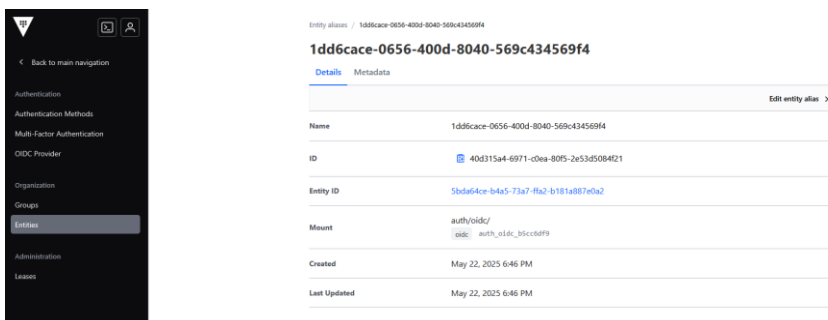 Back to main navigation
Authentication
Authentication Methods
Multi-Factor Authentication
OIDC Provider
Organization
Groups
Entities
Administration
Leases
Entity aliases / 1dd6cace-0656-400d-8040-569c434569f4
1dd6cace-0656-400d-8040-569c434569f4
Details Metadata
Edit entity alias
Name 1dd6cace-0656-400d-8040-569c434569f4
ID 40d315a4-6971-c0ea-80f5-2e53d5084f21
Entity ID 5bda64ce-b4a5-73a7-ffa2-b181a887e0a2
Mount auth/oidc/
oidc auth_oidc_b5cc6df9
Created May 22, 2025 6:46 PM
Last Updated May 22, 2025 6:46 PM